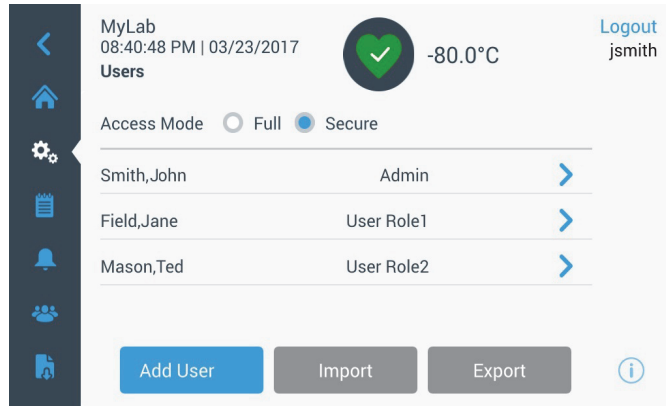 MyLab
08:40:48 PM | 03/23/2017
Users
-80.0°C
Logout
jsmith
Access Mode Full Secure
Smith,John Admin
Field,Jane User Role1
Mason,Ted User Role2
Add User Import Export
i